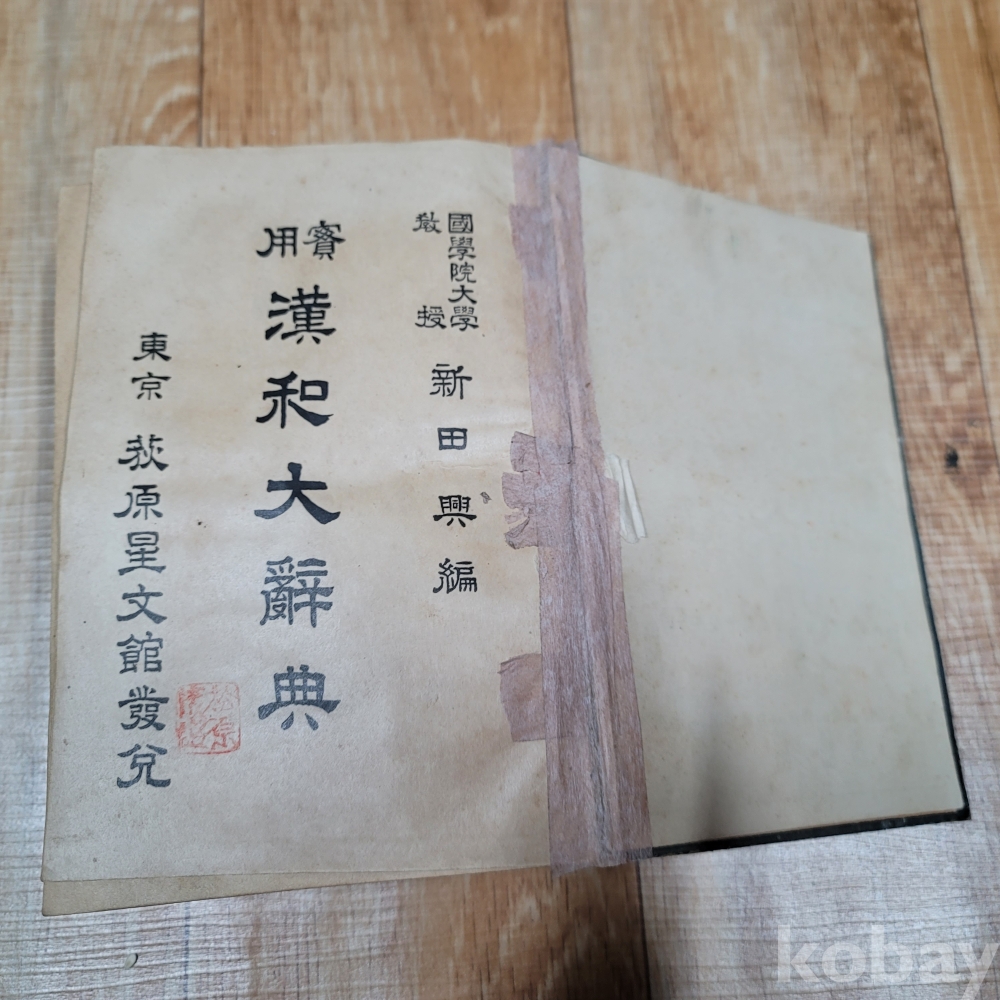 國學院大學
教授
新田興編
實用
漢和大辭典
東京 萩原星文館發兌
kobay